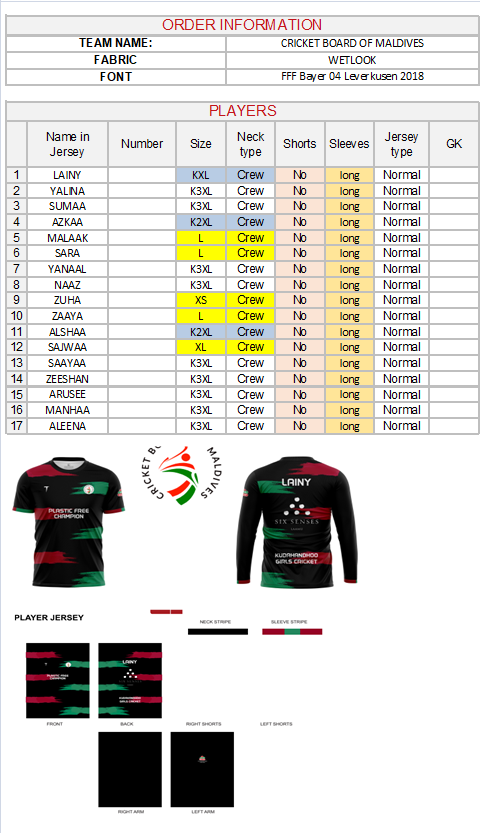 ORDER INFORMATION
TEAM NAME: CRICKET BOARD OF MALDIVES
FABRIC WETLOOK
FONT FFF Bayer 04 Leverkusen 2018
PLAYERS
Name in Jersey Number Size Neck type Shorts Sleeves Jersey type GK
1 LAINY KXL Crew No long Normal
2 YALINA K3XL Crew No long Normal
3 SUMAA K3XL Crew No long Normal
4 AZKAA K2XL Crew No long Normal
5 MALAAK L Crew No long Normal
6 SARA L Crew No long Normal
7 YANAAL K3XL Crew No long Normal
8 NAAZ K3XL Crew No long Normal
9 ZUHA XS Crew No long Normal
10 ZAAYA L Crew No long Normal
11 ALSHAA K2XL Crew No long Normal
12 SAJWAA XL Crew No long Normal
13 SAAYAA K3XL Crew No long Normal
14 ZEESHAN K3XL Crew No long Normal
15 ARUSEE K3XL Crew No long Normal
16 MANHAA K3XL Crew No long Normal
17 ALEENA K3XL Crew No long Normal
CRICKET BO MALDIVES
PLASTIC FREE
CHAMPION
LAINY
SIX SENSES
KUDAHANDHOO
GIRLS CRICKET
PLAYER JERSEY
NECK STRIPE
SLEEVE STRIPE
PLASTIC FREE
CHAMPION
LAINY
KUDAHANDHOO
GIRLS CRICKET
FRONT
BACK
RIGHT SHORTS
LEFT SHORTS
RIGHT ARM
LEFT ARM